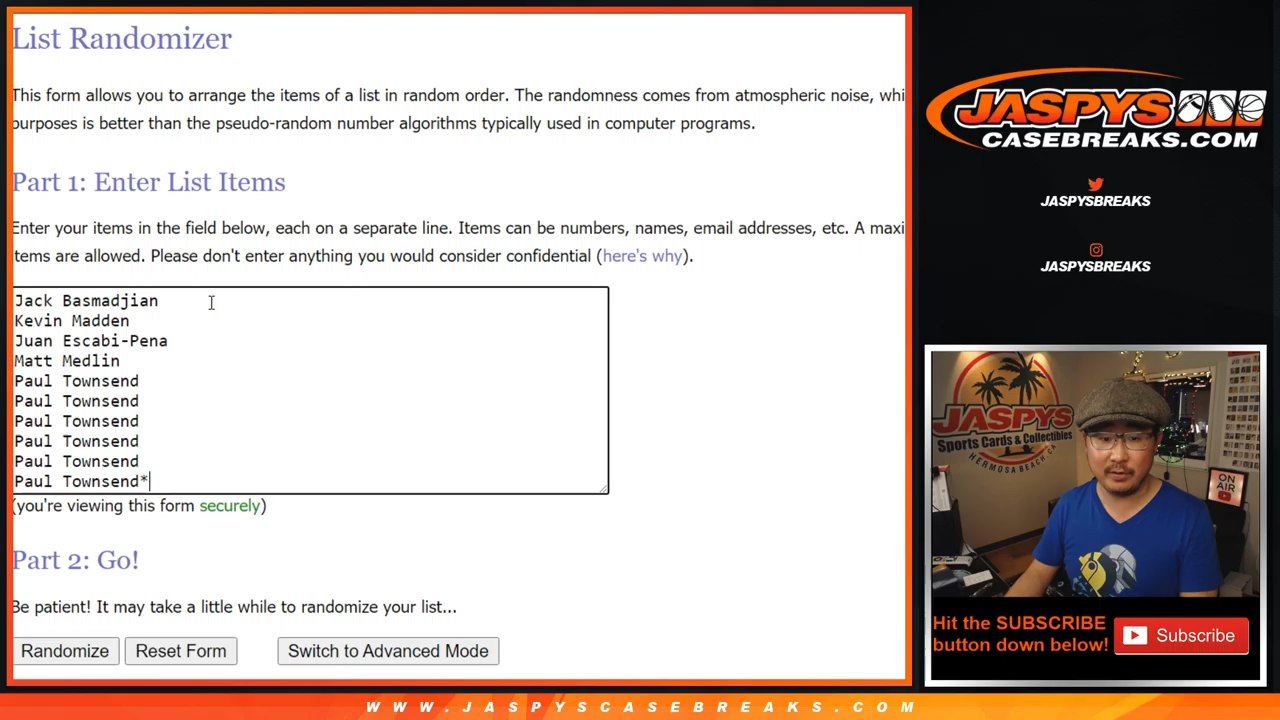 List Randomizer
This form allows you to arrange the items of a list in random order. The randomness comes from atmospheric noise, whi
purposes is better than the pseudo-random number algorithms typically used in computer programs.
Part 1: Enter List Items
Enter your items in the field below, each on a separate line. Items can be numbers, names, email addresses, etc. A maxi
items are allowed. Please don't enter anything you would consider confidential (here's why).
Jack Basmadjian
Kevin Madden
Juan Escabi-Pena
Matt Medlin
Paul Townsend
Paul Townsend
Paul Townsend
Paul Townsend
Paul Townsend
Paul Townsend*
(you're viewing this form securely)
Part 2: Go!
Be patient! It may take a little while to randomize your list...
Randomize
Reset Form
Switch to Advanced Mode
JASPYS
CASEBREAKS.COM
JASPYSBREAKS
JASPYSBREAKS
JASPYS
Sports Cards & Collectibles
HERMOSA BEACH, CA
ON AIR
Hit the SUBSCRIBE
button down below!
Subscribe
WWW.JASPYSCASEBREAKS.COM